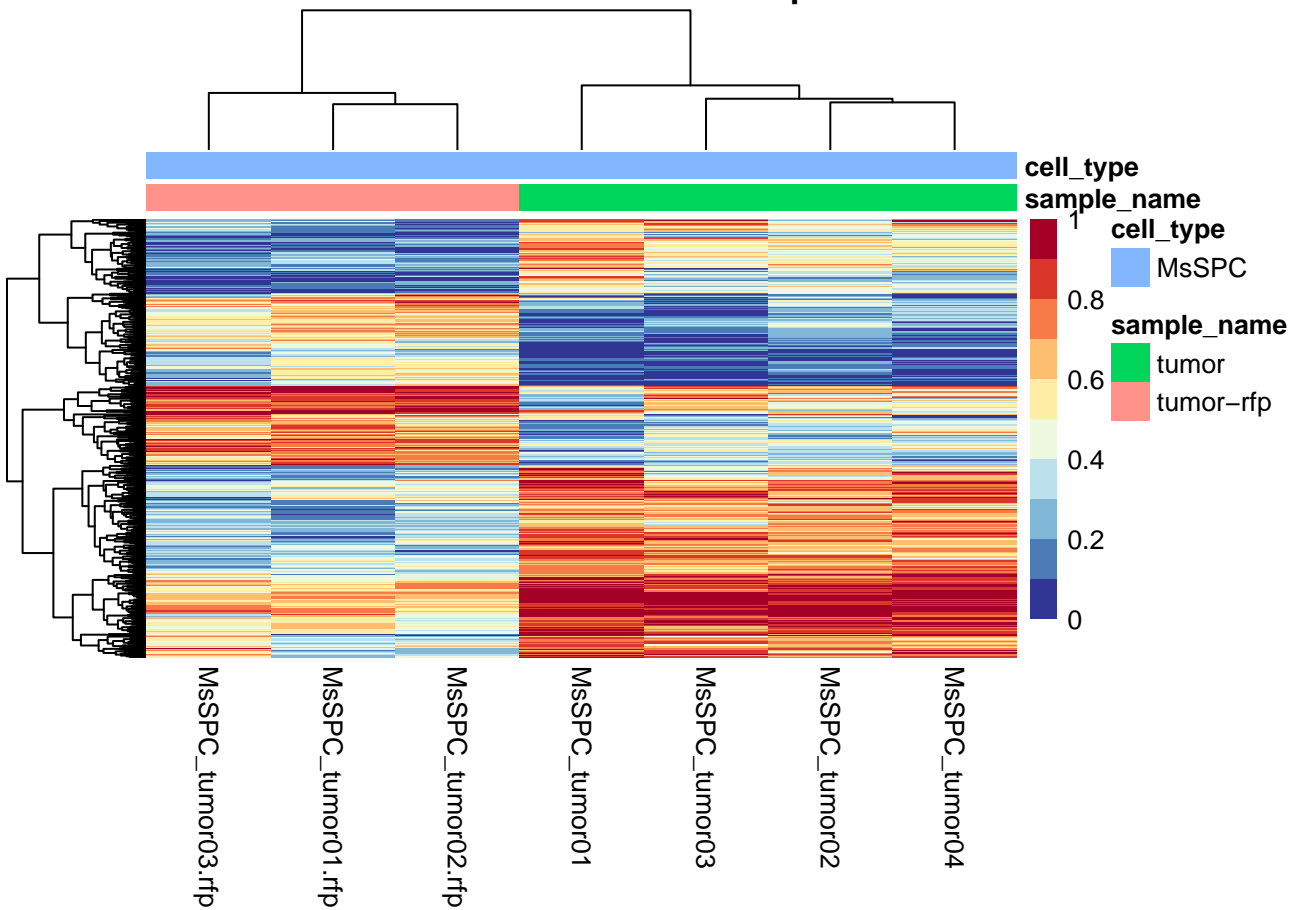 cell_type
sample_name
1
0.8
0.6
0.4
0.2
0
cell_type
MsSPC
sample_name
tumor
tumor-rfp
MsSPC_tumor03.rfp
MsSPC_tumor01.rfp
MsSPC_tumor02.rfp
MsSPC_tumor01
MsSPC_tumor03
MsSPC_tumor02
MsSPC_tumor04